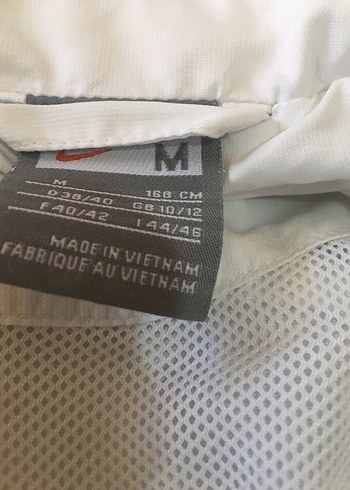 M
M 168 CM
D 38/40 GB 10/12
F 40/42 I 44/46
MADE IN VIETNAM
FABRIQUE AU VIETNAM